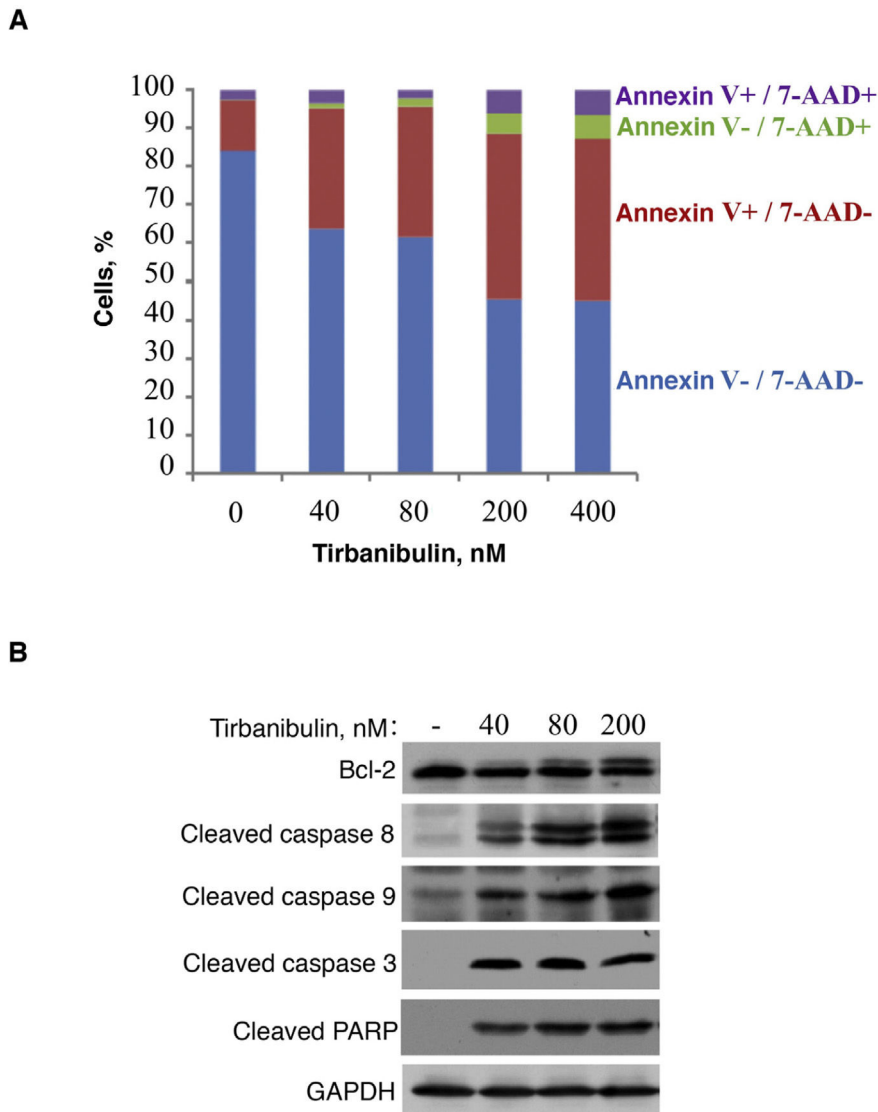 A
100
90
80
70
60
50
40
30
20
10
0
Cells, %
0 40 80 200 400
Tirbanibulin, nM
Annexin V+ / 7-AAD+
Annexin V- / 7-AAD+
Annexin V+ / 7-AAD-
Annexin V- / 7-AAD-
B
Tirbanibulin, nM: - 40 80 200
Bcl-2
Cleaved caspase 8
Cleaved caspase 9
Cleaved caspase 3
Cleaved PARP
GAPDH